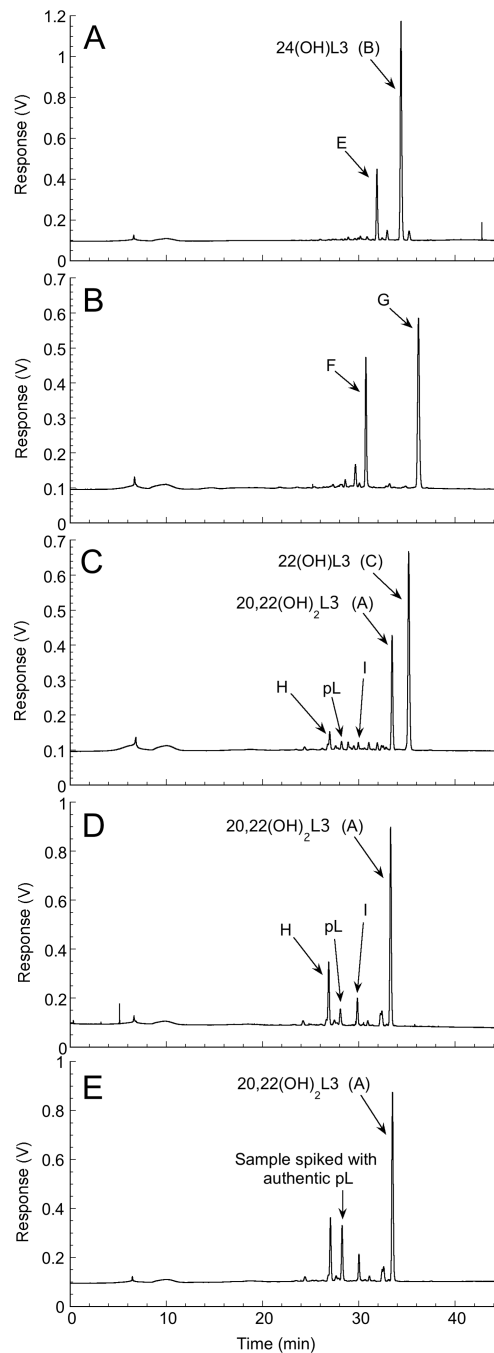 A
24(OH)L3 (B)
E
1.2
1
0.8
0.6
0.4
0.2
0
Response (V)
B
G
F
0.7
0.6
0.5
0.4
0.3
0.2
0.1
0
Response (V)
C
22(OH)L3 (C)
20,22(OH)2L3 (A)
I
pL
H
0.7
0.6
0.5
0.4
0.3
0.2
0.1
0
Response (V)
D
20,22(OH)2L3 (A)
I
pL
H
1
0.8
0.6
0.4
0.2
0
Response (V)
E
20,22(OH)2L3 (A)
Sample spiked with
authentic pL
1
0.8
0.6
0.4
0.2
0
Response (V)
0 10 20 30 40
Time (min)